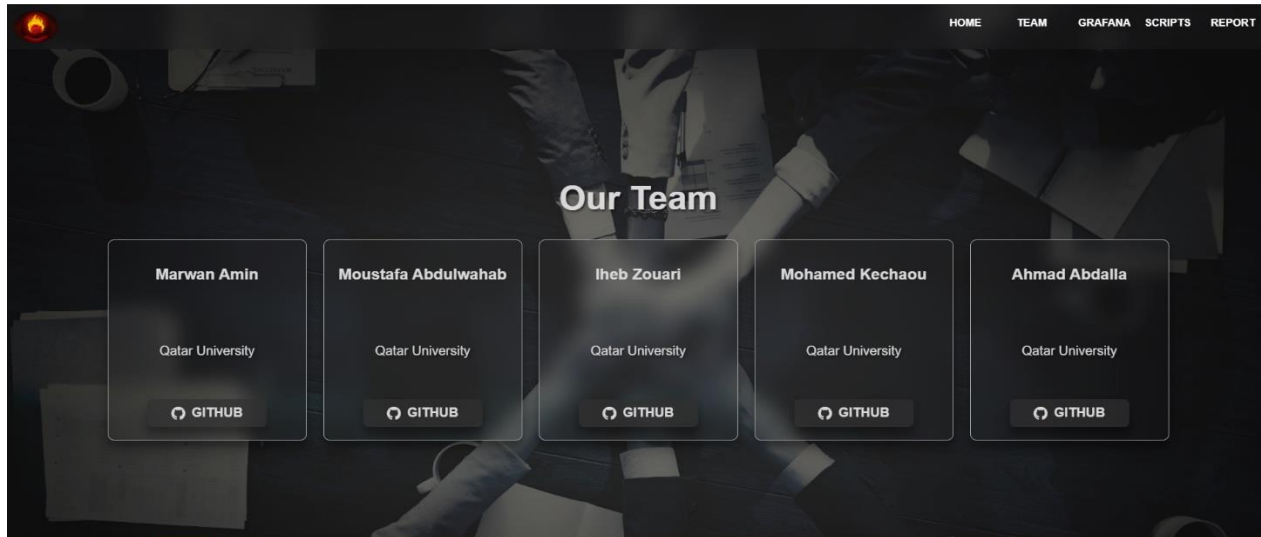 HOME TEAM GRAFANA SCRIPTS REPORT
Our Team
Marwan Amin Moustafa Abdulwahab Iheb Zouari Mohamed Kechaou Ahmad Abdalla
Qatar University Qatar University Qatar University Qatar University Qatar University
GITHUB GITHUB GITHUB GITHUB GITHUB